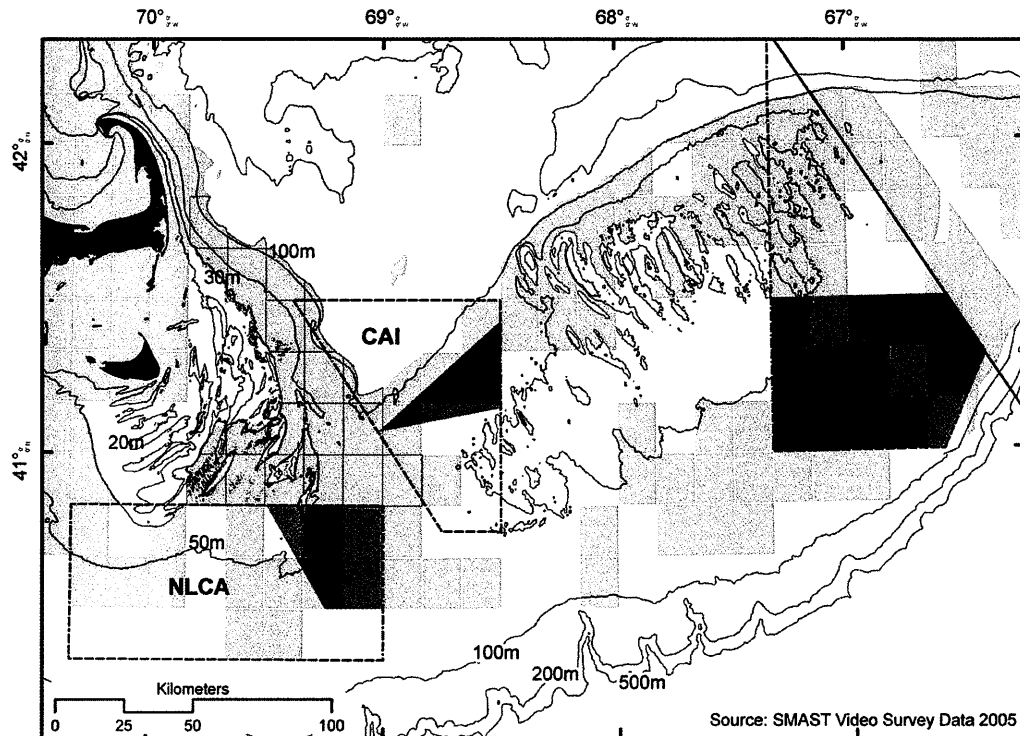 70° 69° 68° 67°
42°
100m
30m
CAI
20m
41°
50m
NLCA
100m
200m
500m
Kilometers
0 25 50 100
Source: SMAST Video Survey Data 2005